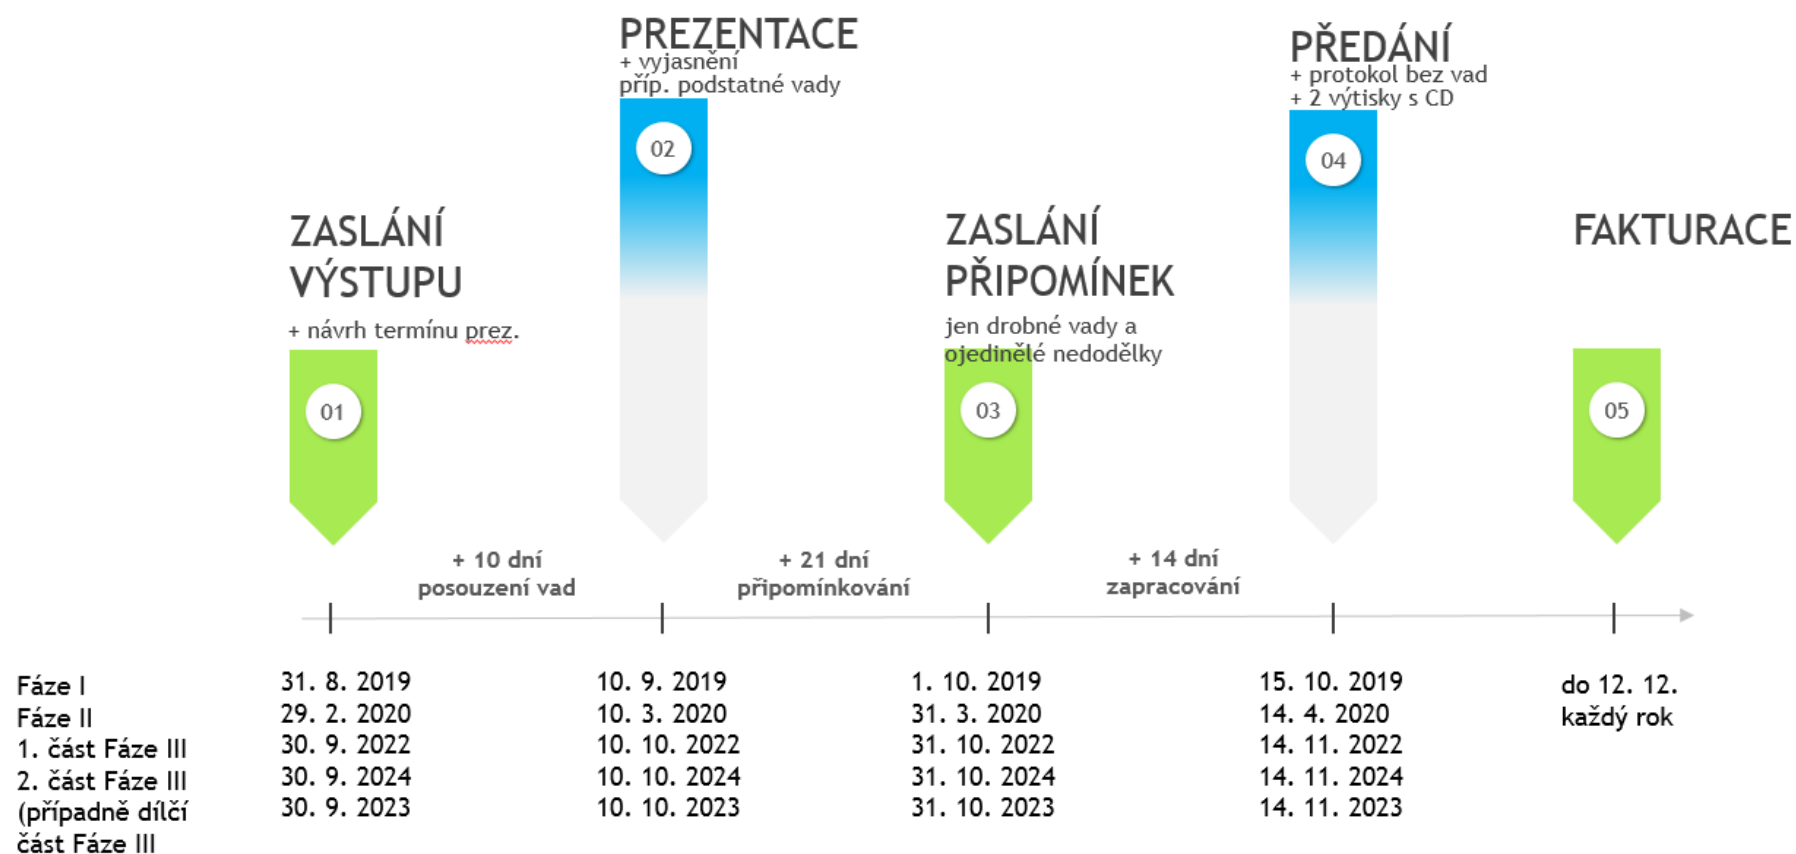 PREZENTACE
+ vyjasnění
příp. podstatné vady
02
PŘEDÁNÍ
+ protokol bez vad
+ 2 výtisky s CD
04
ZASLÁNÍ
VÝSTUPU
+ návrh termínu prez.
01
ZASLÁNÍ
PŘIPOMÍNEK
jen drobné vady a
ojedinělé nedodělky
03
FAKTURACE
05
+ 10 dní
posouzení vad
+ 21 dní
připomínkování
+ 14 dní
zapracování
Fáze I 31. 8. 2019 10. 9. 2019 1. 10. 2019 15. 10. 2019 do 12. 12.
Fáze II 29. 2. 2020 10. 3. 2020 31. 3. 2020 14. 4. 2020 každý rok
1. část Fáze III 30. 9. 2022 10. 10. 2022 31. 10. 2022 14. 11. 2022
2. část Fáze III 30. 9. 2024 10. 10. 2024 31. 10. 2024 14. 11. 2024
(případně dílčí 30. 9. 2023 10. 10. 2023 31. 10. 2023 14. 11. 2023
část Fáze III